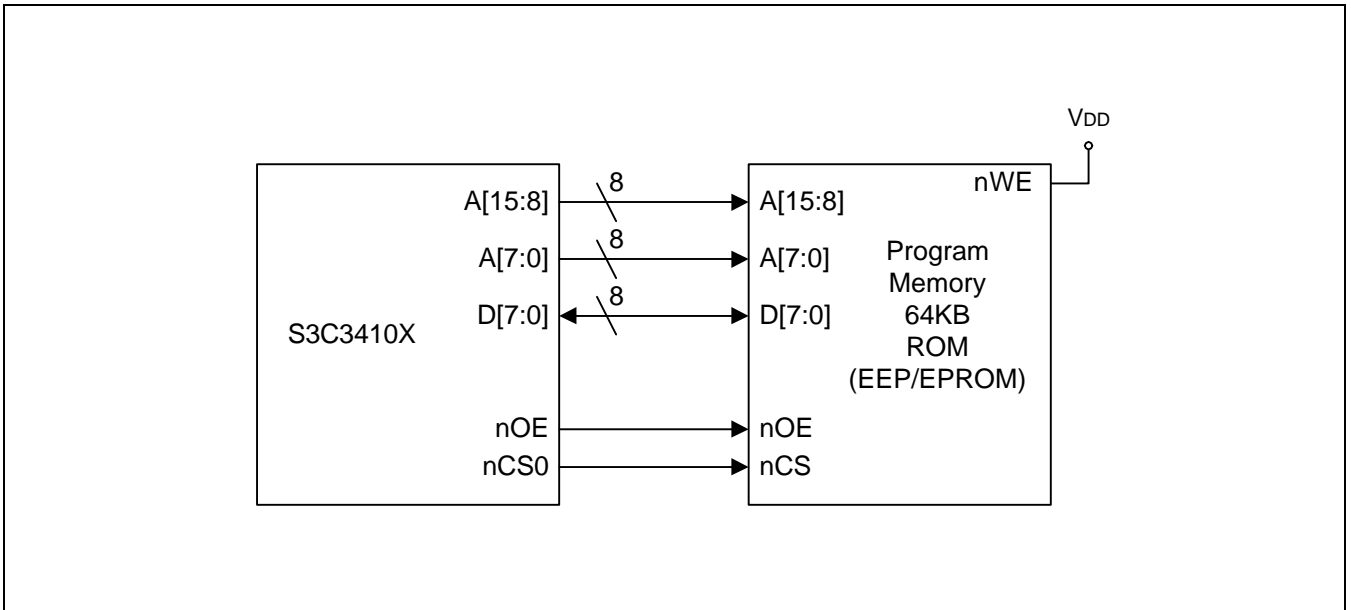 VDD
nWE
A[15:8]
8
A[15:8]
A[7:0]
8
A[7:0]
D[7:0]
8
D[7:0]
S3C3410X
Program
Memory
64KB
ROM
(EEP/EPROM)
nOE
nOE
nCS0
nCS